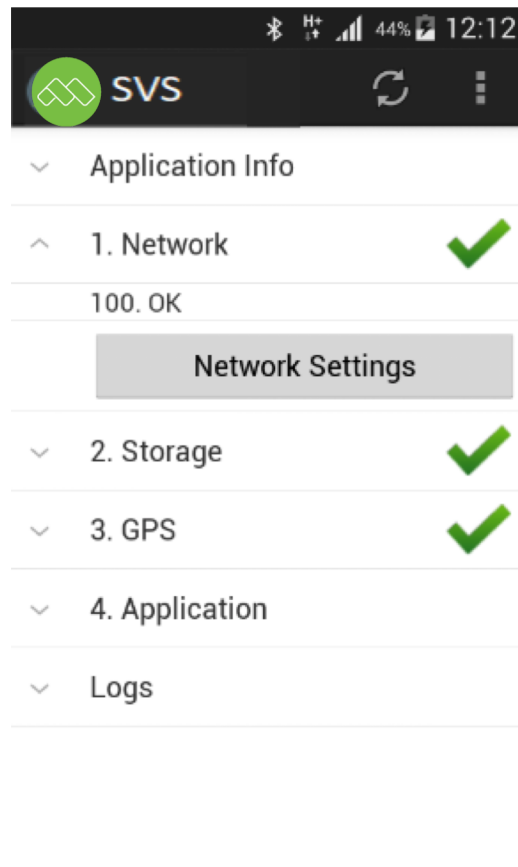 H+ 44% 12:12
SVS
Application Info
1. Network
100. OK
Network Settings
2. Storage
3. GPS
4. Application
Logs